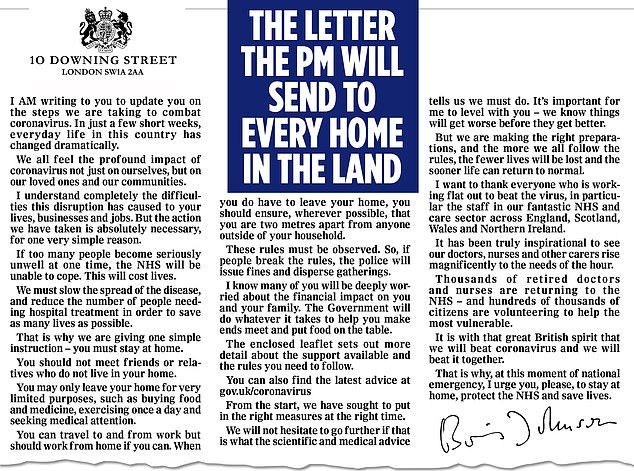 10 DOWNING STREET
LONDON SW1A 2AA
I AM writing to you to update you on
the steps we are taking to combat
coronavirus. In just a few short weeks,
everyday life in this country has
changed dramatically.
We all feel the profound impact of
coronavirus not just on ourselves, but on
our loved ones and our communities.
I understand completely the difficul-
ties this disruption has caused to your
lives, businesses and jobs. But the action
we have taken is absolutely necessary,
for one very simple reason.
If too many people become seriously
unwell at one time, the NHS will be
unable to cope. This will cost lives.
We must slow the spread of the disease,
and reduce the number of people need-
ing hospital treatment in order to save
as many lives as possible.
That is why we are giving one simple
instruction – you must stay at home.
You should not meet friends or rela-
tives who do not live in your home.
You may only leave your home for very
limited purposes, such as buying food
and medicine, exercising once a day and
seeking medical attention.
You can travel to and from work but
should work from home if you can. When
THE LETTER
THE PM WILL
SEND TO
EVERY HOME
IN THE LAND
you do have to leave your home, you
should ensure, wherever possible, that
you are two metres apart from anyone
outside of your household.
These rules must be observed. So, if
people break the rules, the police will
issue fines and disperse gatherings.
I know many of you will be deeply wor-
ried about the financial impact on you
and your family. The Government will
do whatever it takes to help you make
ends meet and put food on the table.
The enclosed leaflet sets out more
detail about the support available and
the rules you need to follow.
You can also find the latest advice at
gov.uk/coronavirus
From the start, we have sought to put
in the right measures at the right time.
We will not hesitate to go further if that
is what the scientific and medical advice
tells us we must do. It's important for
me to level with you – we know things
will get worse before they get better.
But we are making the right prepara-
tions, and the more we all follow the
rules, the fewer lives will be lost and the
sooner life can return to normal.
I want to thank everyone who is work-
ing flat out to beat the virus, in particu-
lar the staff in our fantastic NHS and
care sector across England, Scotland,
Wales and Northern Ireland.
It has been truly inspirational to see
our doctors, nurses and other carers rise
magnificently to the needs of the hour.
Thousands of retired doctors
and nurses are returning to the
NHS – and hundreds of thousands of
citizens are volunteering to help the
most vulnerable.
It is with that great British spirit that
we will beat coronavirus and we will
beat it together.
That is why, at this moment of national
emergency, I urge you, please, to stay at
home, protect the NHS and save lives.
Boris Johnson